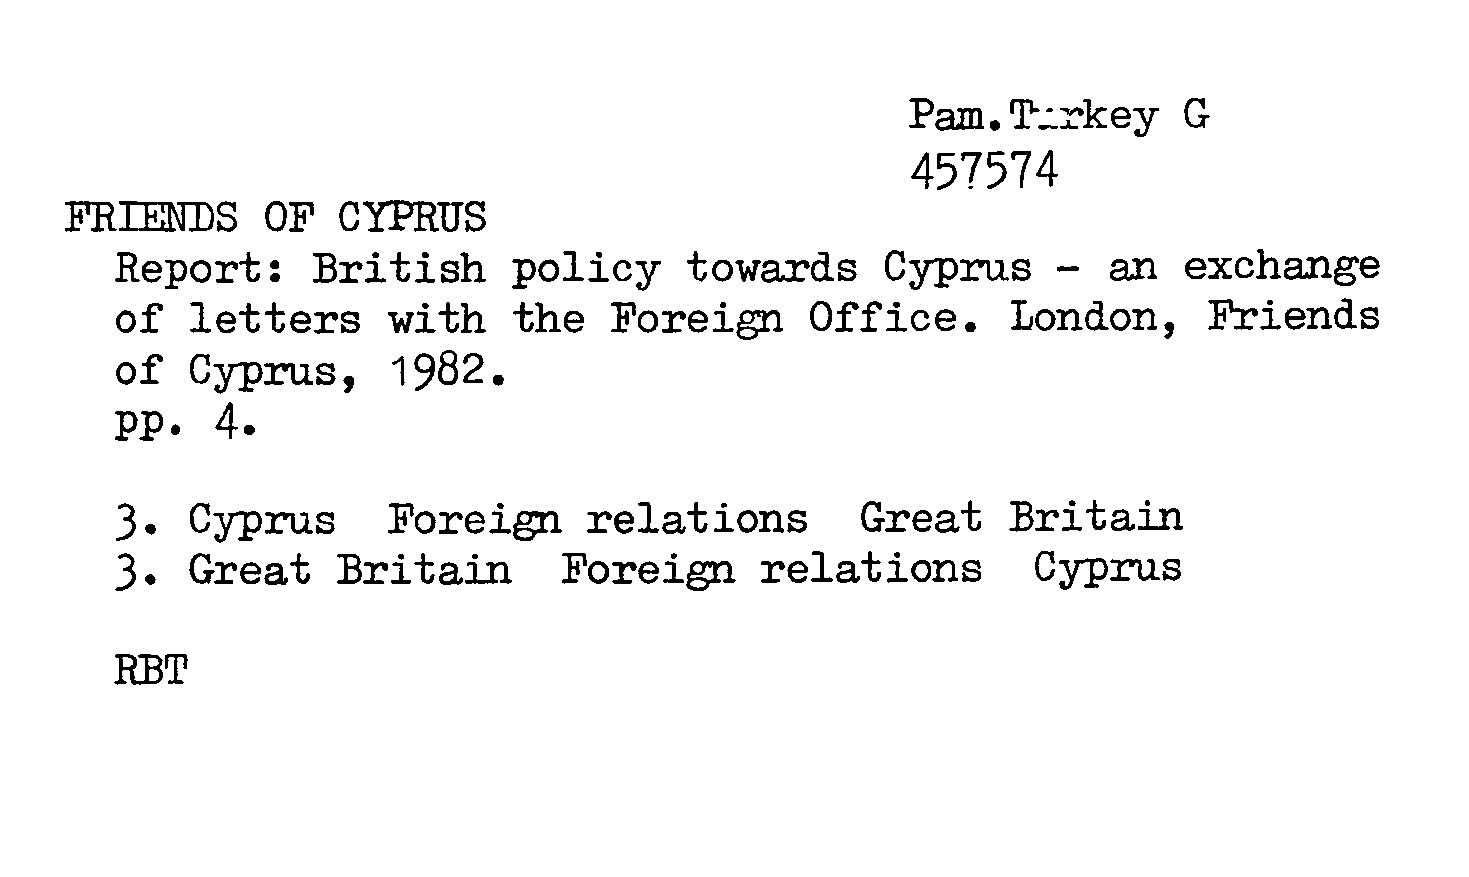 Pam.Turkey G
457574
FRIENDS OF CYPRUS
Report: British policy towards Cyprus - an exchange
of letters with the Foreign Office. London, Friends
of Cyprus, 1982.
pp. 4.
3. Cyprus Foreign relations Great Britain
3. Great Britain Foreign relations Cyprus
RBT